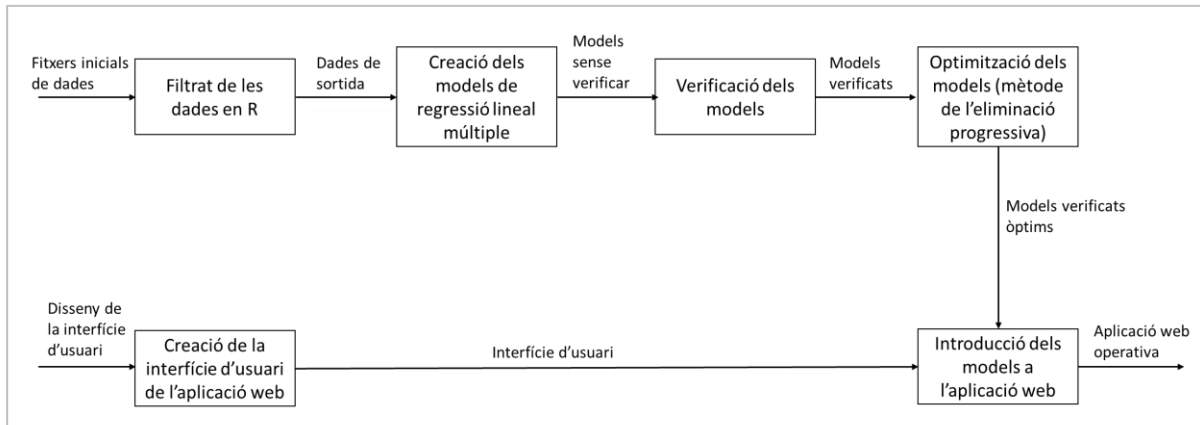 Fitxers inicials
de dades
Filtrat de les
dades en R
Dades de
sortida
Creació dels
models de
regressió lineal
múltiple
Models
sense
verificar
Verificació dels
models
Models
verificats
Optimització dels
models (mètode
de l’eliminació
progressiva)
Models verificats
òptims
Disseny de
la interfície
d’usuari
Creació de la
interfície d’usuari
de l’aplicació web
Interfície d’usuari
Introducció dels
models a
l’aplicació web
Aplicació web
operativa